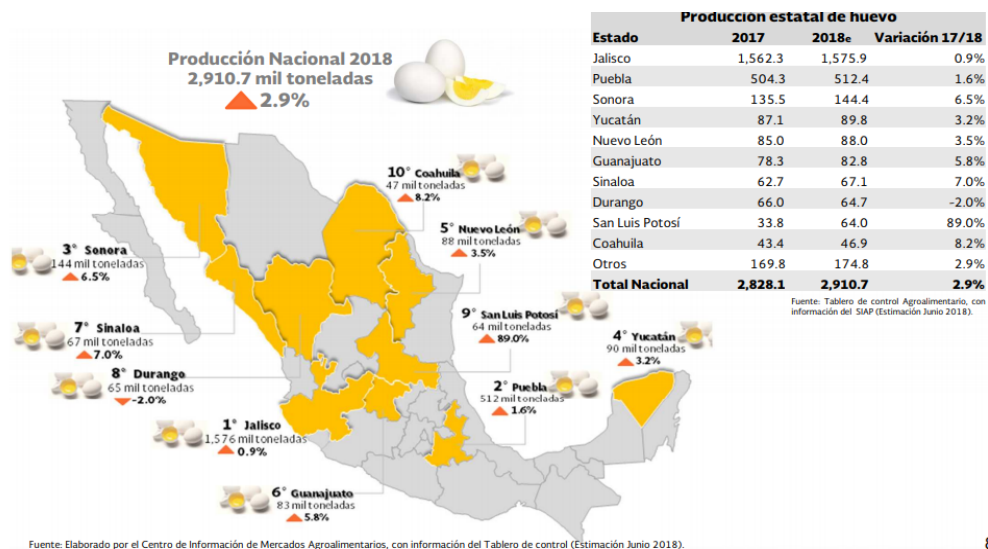 Producción Nacional 2018
2,910.7 mil toneladas
2.9%
10° Coahuila
47 mil toneladas
8.2%
5° Nuevo León
88 mil toneladas
3.5%
3° Sonora
144 mil toneladas
6.5%
9° San Luis Potosí
64 mil toneladas
89.0%
7° Sinaloa
67 mil toneladas
7.0%
4° Yucatán
90 mil toneladas
3.2%
8° Durango
65 mil toneladas
-2.0%
2° Puebla
512 mil toneladas
1.6%
1° Jalisco
1,576 mil toneladas
0.9%
6° Guanajuato
83 mil toneladas
5.8%
Producción estatal de huevo
Estado 2017 2018e Variación 17/18
Jalisco 1,562.3 1,575.9 0.9%
Puebla 504.3 512.4 1.6%
Sonora 135.5 144.4 6.5%
Yucatán 87.1 89.8 3.2%
Nuevo León 85.0 88.0 3.5%
Guanajuato 78.3 82.8 5.8%
Sinaloa 62.7 67.1 7.0%
Durango 66.0 64.7 -2.0%
San Luis Potosí 33.8 64.0 89.0%
Coahuila 43.4 46.9 8.2%
Otros 169.8 174.8 2.9%
Total Nacional 2,828.1 2,910.7 2.9%
Fuente: Tablero de control Agroalimentario, con
información del SIAP (Estimación Junio 2018).
Fuente: Elaborado por el Centro de Información de Mercados Agroalimentarios, con información del Tablero de control (Estimación Junio 2018).